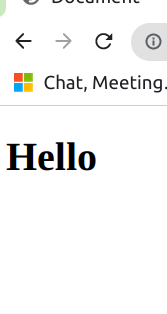 Document
Chat, Meeting.
Hello